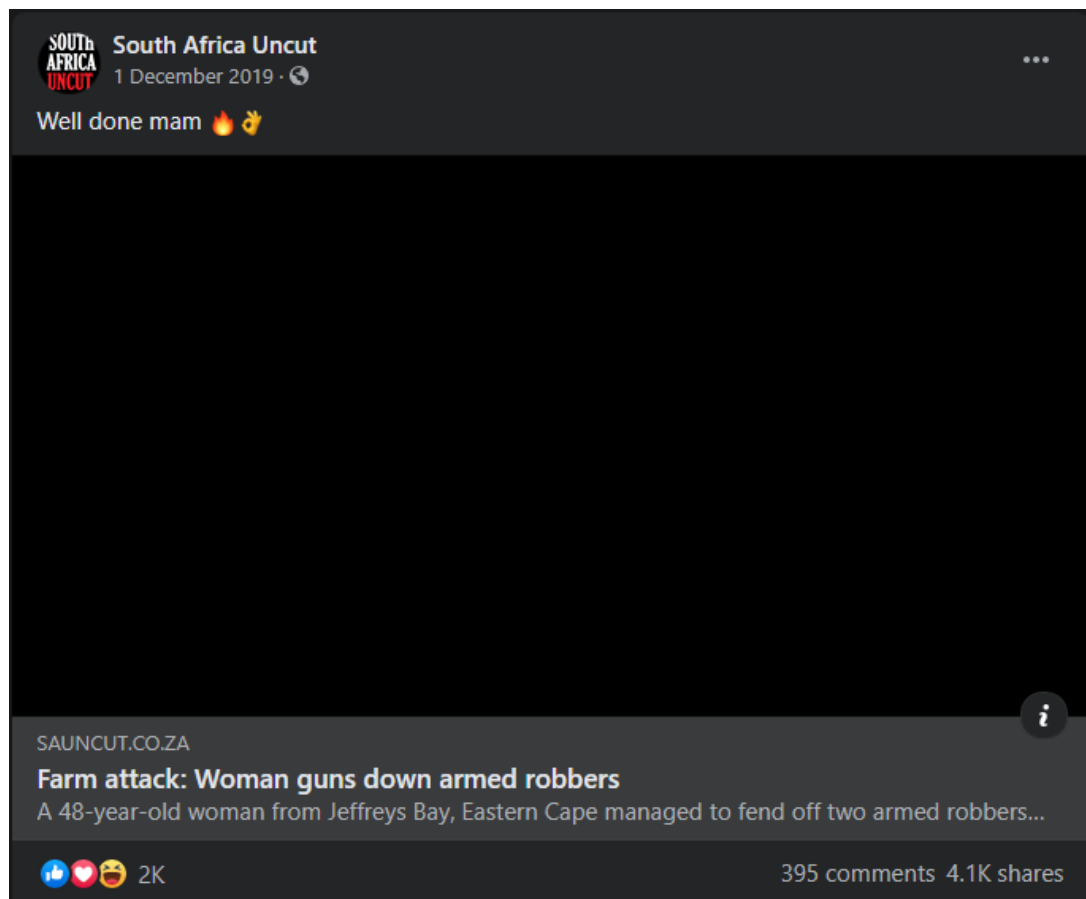 SOUTh
AFRICA
UNCUT
South Africa Uncut
1 December 2019 ·
Well done mam 🔥👌
i
SAUNCUT.CO.ZA
Farm attack: Woman guns down armed robbers
A 48-year-old woman from Jeffreys Bay, Eastern Cape managed to fend off two armed robbers...
2K
395 comments 4.1K shares